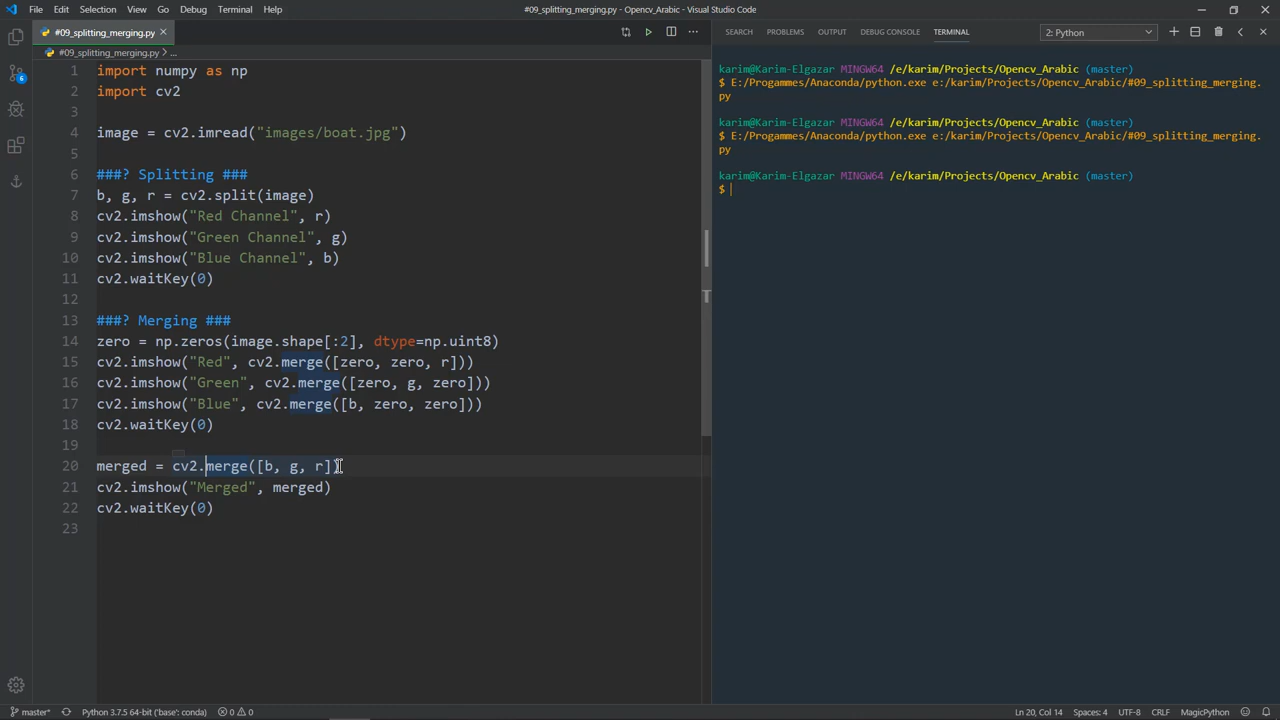 File Edit Selection View Go Debug Terminal Help
#09_splitting_merging.py - Opencv_Arabic - Visual Studio Code
#09_splitting_merging.py
SEARCH PROBLEMS OUTPUT DEBUG CONSOLE TERMINAL 2: Python
#09_splitting_merging.py > ...
1 import numpy as np
2 import cv2
3
4 image = cv2.imread("images/boat.jpg")
5
6 ###? Splitting ###
7 b, g, r = cv2.split(image)
8 cv2.imshow("Red Channel", r)
9 cv2.imshow("Green Channel", g)
10 cv2.imshow("Blue Channel", b)
11 cv2.waitKey(0)
12
13 ###? Merging ###
14 zero = np.zeros(image.shape[:2], dtype=np.uint8)
15 cv2.imshow("Red", cv2.merge([zero, zero, r]))
16 cv2.imshow("Green", cv2.merge([zero, g, zero]))
17 cv2.imshow("Blue", cv2.merge([b, zero, zero]))
18 cv2.waitKey(0)
19
20 merged = cv2.merge([b, g, r])
21 cv2.imshow("Merged", merged)
22 cv2.waitKey(0)
23
karim@Karim-Elgazar MINGW64 /e/karim/Projects/Opencv_Arabic (master)
$ E:/Progammes/Anaconda/python.exe e:/karim/Projects/Opencv_Arabic/#09_splitting_merging.
py
karim@Karim-Elgazar MINGW64 /e/karim/Projects/Opencv_Arabic (master)
$ E:/Progammes/Anaconda/python.exe e:/karim/Projects/Opencv_Arabic/#09_splitting_merging.
py
karim@Karim-Elgazar MINGW64 /e/karim/Projects/Opencv_Arabic (master)
$
6
master* Python 3.7.5 64-bit ('base': conda) 0 0
Ln 20, Col 14 Spaces: 4 UTF-8 CRLF MagicPython